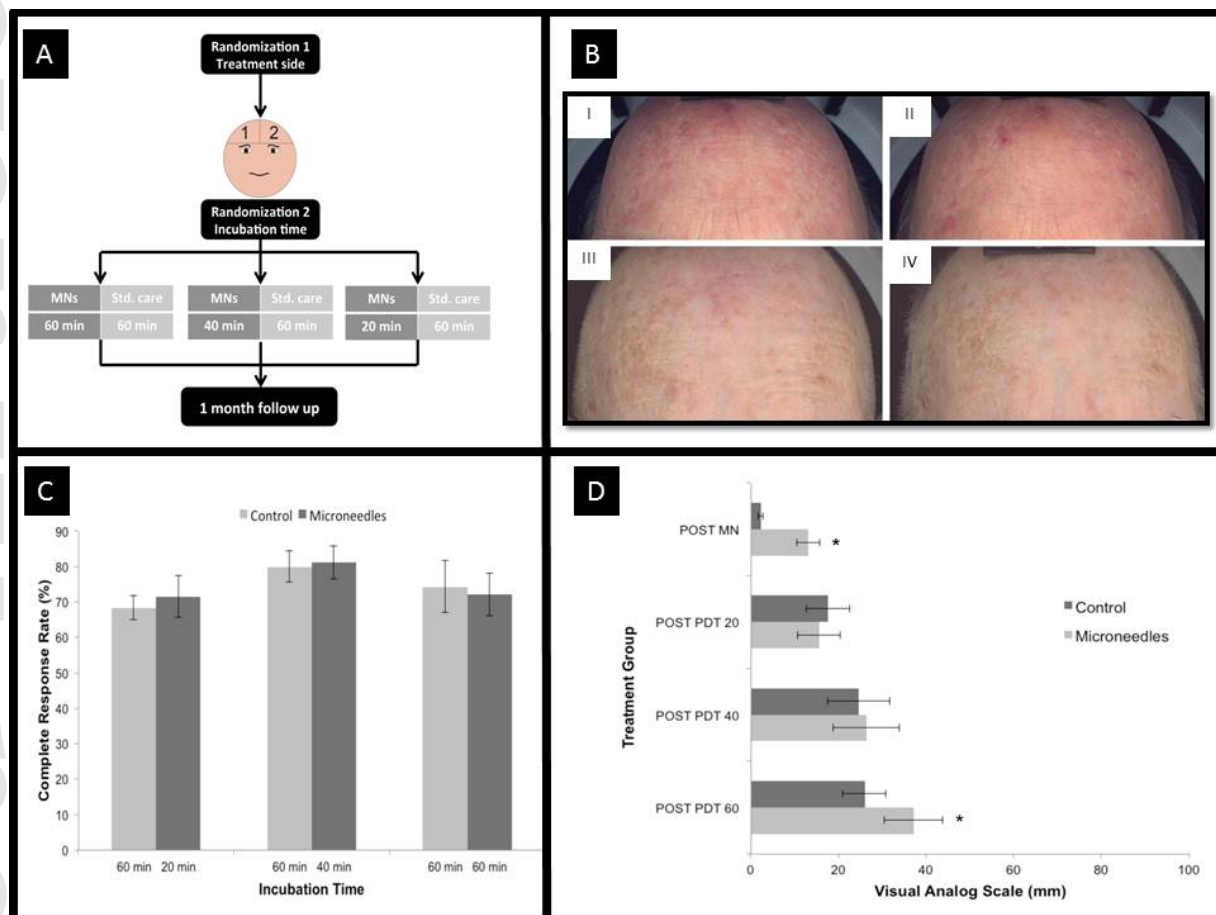 A
Randomization 1
Treatment side
1 2
Randomization 2
Incubation time
MNs Std. care
60 min 60 min
MNs Std. care
40 min 60 min
MNs Std. care
20 min 60 min
1 month follow up
B
I
II
III
IV
C
Control Microneedles
Complete Response Rate (%)
90
80
70
60
50
40
30
20
10
0
60 min 20 min
60 min 40 min
60 min 60 min
Incubation Time
D
Treatment Group
POST MN
*
POST PDT 20
POST PDT 40
POST PDT 60
*
Control
Microneedles
0 20 40 60 80 100
Visual Analog Scale (mm)